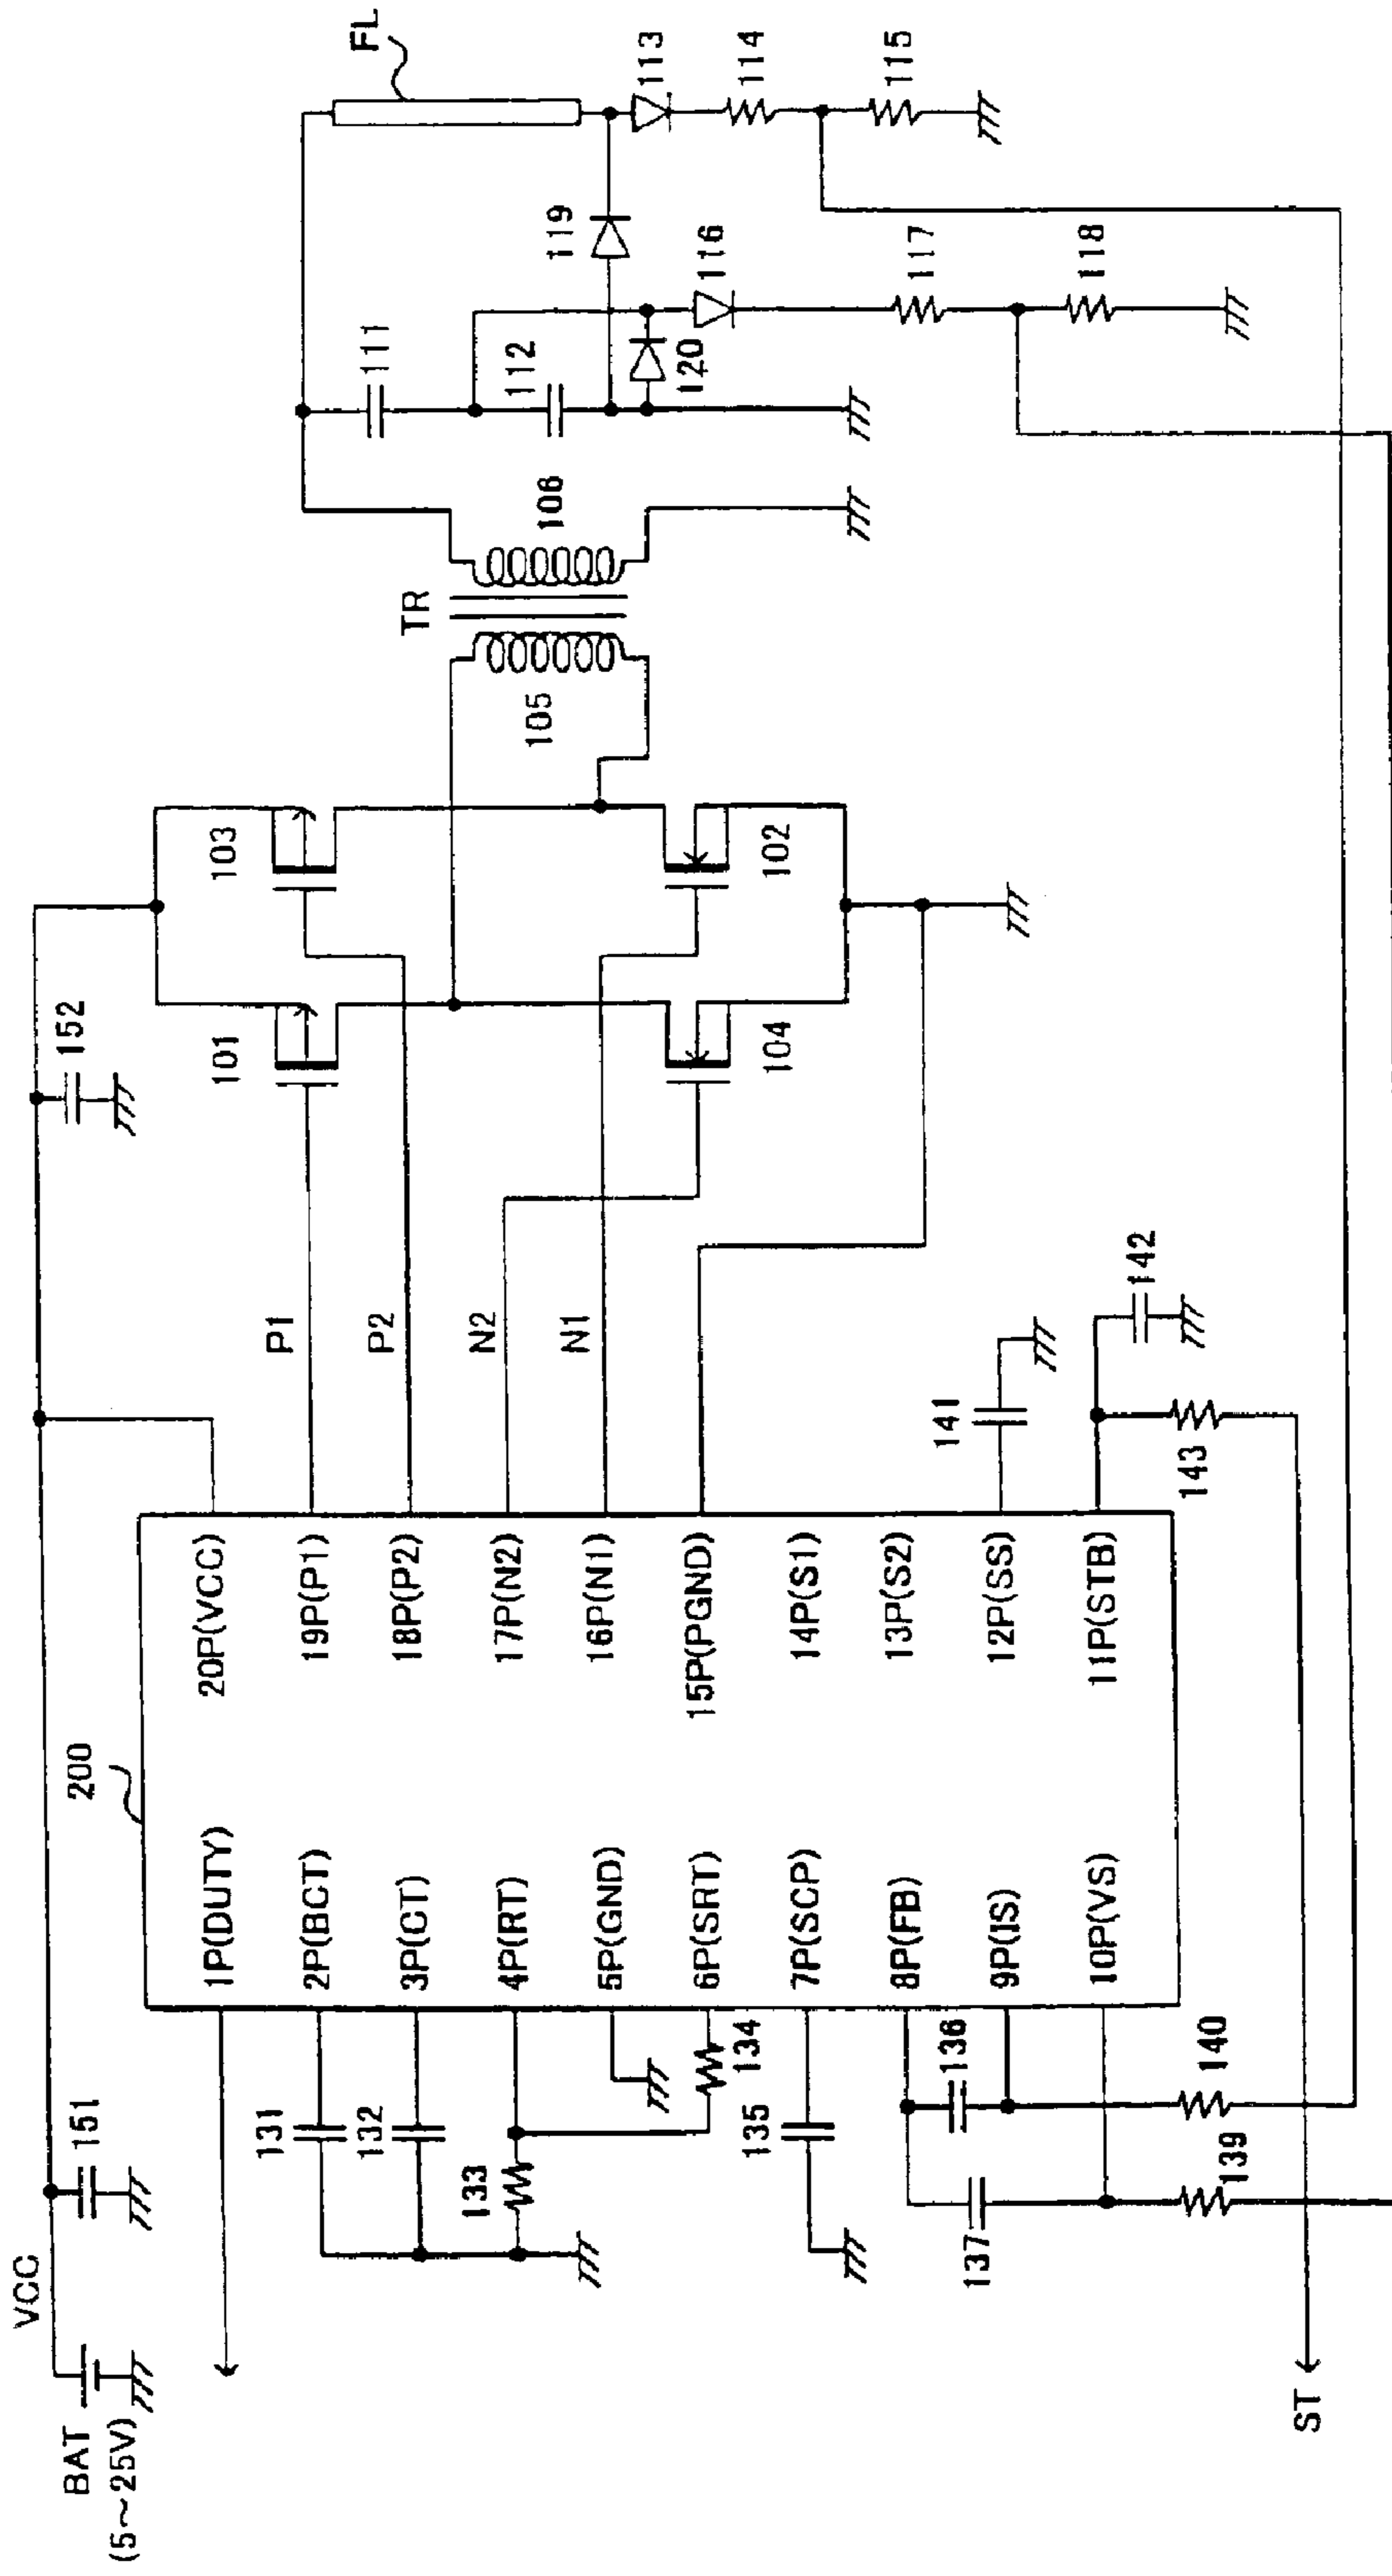 BAT
(5~25V)
VCC
151
152
200
1P(DUTY)
2P(BCT)
3P(CT)
4P(RT)
5P(GND)
6P(SRT)
7P(SCP)
8P(FB)
9P(IS)
10P(VS)
20P(VCC)
19P(P1)
18P(P2)
17P(N2)
16P(N1)
15P(PGND)
14P(S1)
13P(S2)
12P(SS)
11P(STB)
131
132
133
134
135
136
137
140
139
ST
P1
P2
N2
N1
141
142
143
101
103
104
102
105
TR
106
111
112
119
120
116
117
118
FL
113
114
115